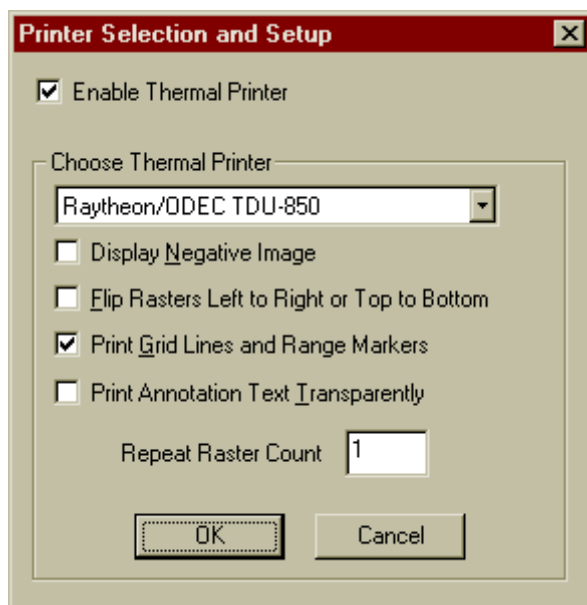 Printer Selection and Setup
Enable Thermal Printer
Choose Thermal Printer
Raytheon/ODEC TDU-850
Display Negative Image
Flip Rasters Left to Right or Top to Bottom
Print Grid Lines and Range Markers
Print Annotation Text Transparently
Repeat Raster Count 1
OK Cancel